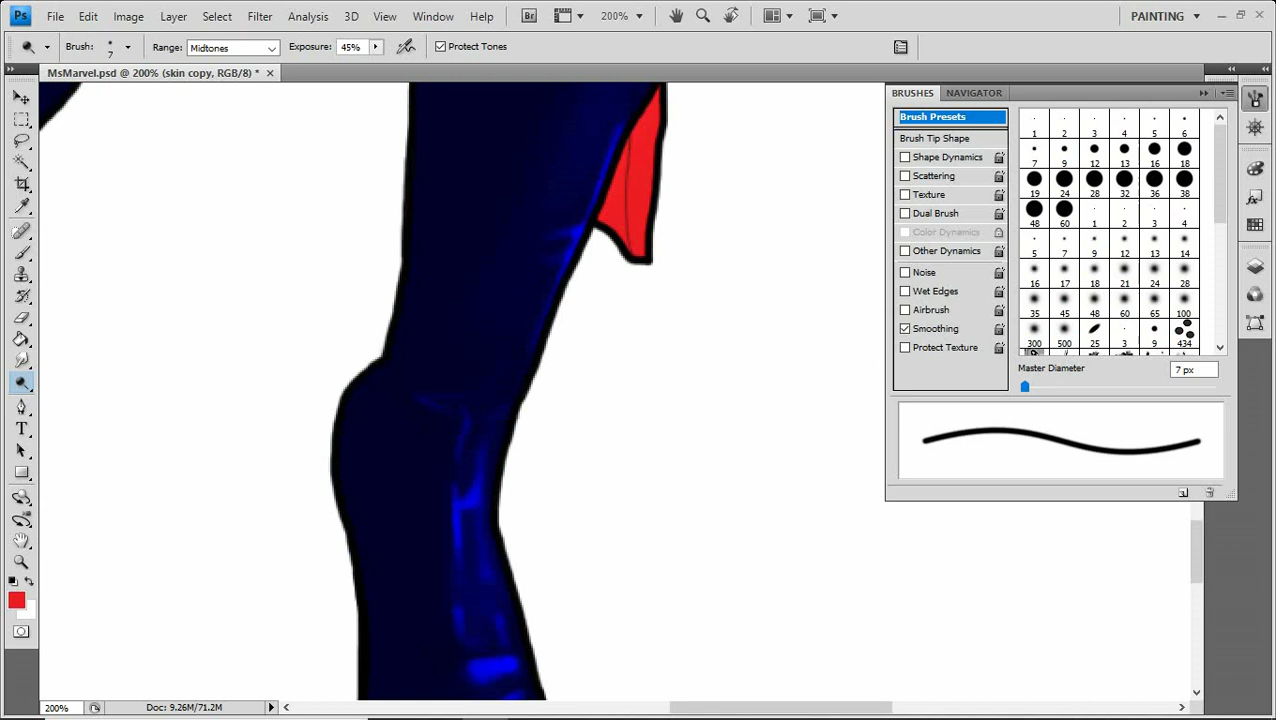 Ps File Edit Image Layer Select Filter Analysis 3D View Window Help Br 200% PAINTING
Brush: 7 Range: Midtones Exposure: 45% Protect Tones
MsMarvel.psd @ 200% (skin copy, RGB/8) *
BRUSHES NAVIGATOR
Brush Presets
Brush Tip Shape
Shape Dynamics
Scattering
Texture
Dual Brush
Color Dynamics
Other Dynamics
Noise
Wet Edges
Airbrush
Smoothing
Protect Texture
1 2 3 4 5 6
7 9 12 13 16 18
19 24 28 32 36 38
48 60 1 2 3 4
5 7 9 12 13 14
16 17 18 21 24 28
35 45 48 60 65 100
300 500 25 3 9 434
Master Diameter 7 px
T
200% Doc: 9.26M/71.2M